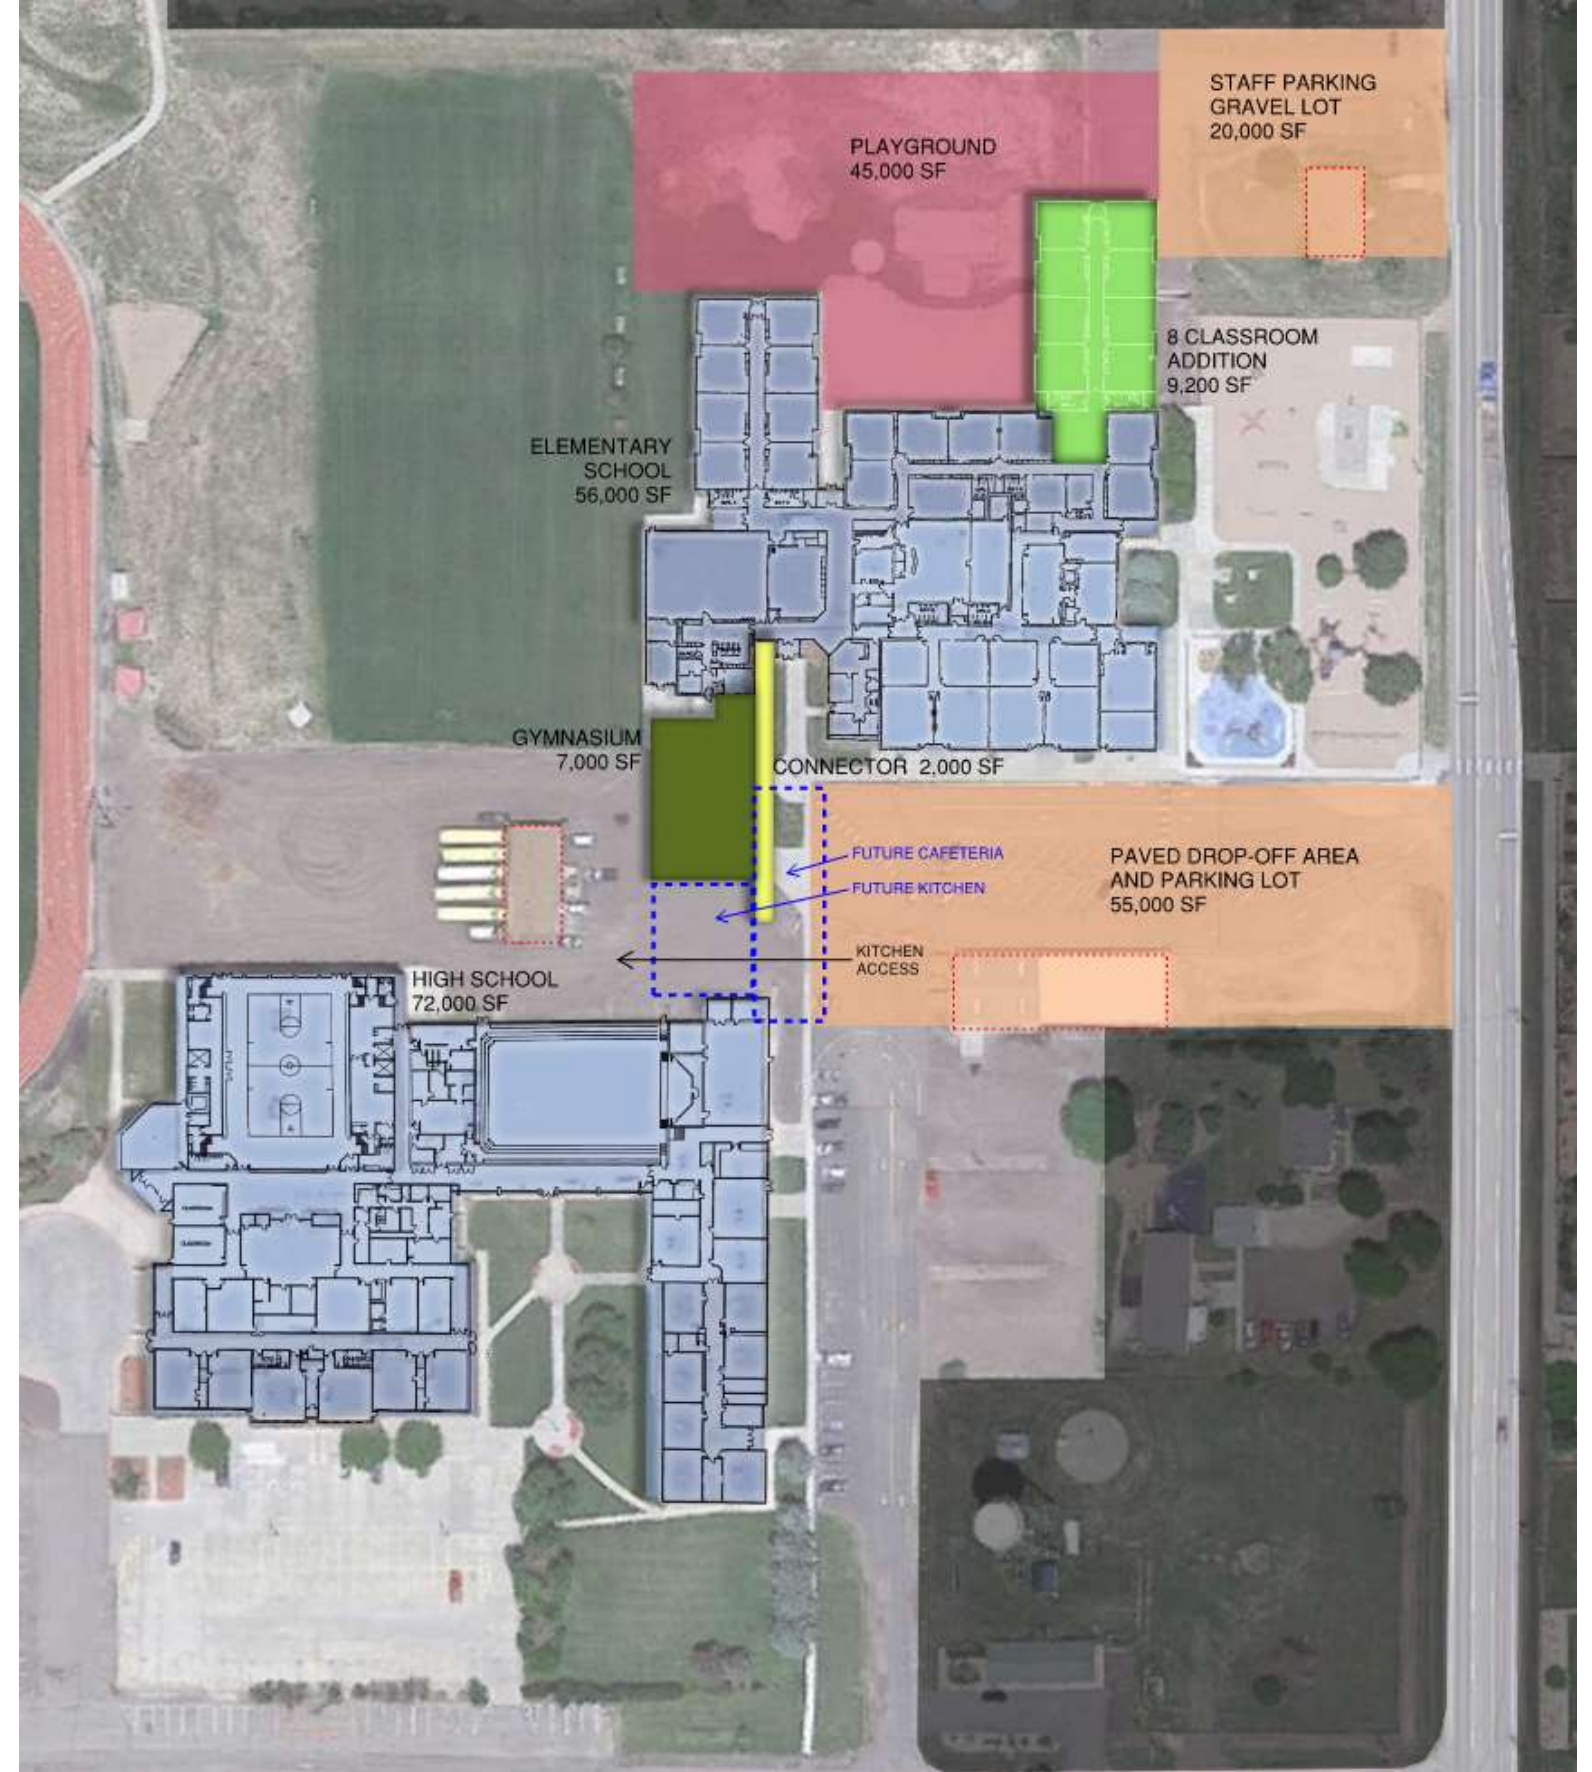 STAFF PARKING
GRAVEL LOT
20,000 SF
PLAYGROUND
45,000 SF
8 CLASSROOM
ADDITION
9,200 SF
ELEMENTARY
SCHOOL
56,000 SF
GYMNASIUM
7,000 SF
CONNECTOR 2,000 SF
FUTURE CAFETERIA
FUTURE KITCHEN
PAVED DROP-OFF AREA
AND PARKING LOT
55,000 SF
KITCHEN
ACCESS
HIGH SCHOOL
72,000 SF
CLASSROOM
CLASSROOM